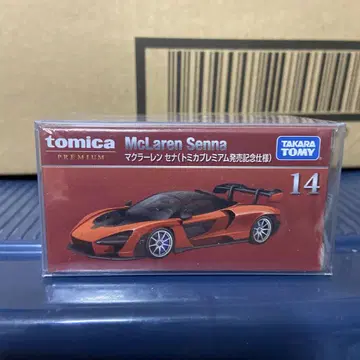 tomica
PREMIUM
McLaren Senna
マクラーレン セナ(トミカプレミアム発売記念仕様)
TAKARA
TOMY
14